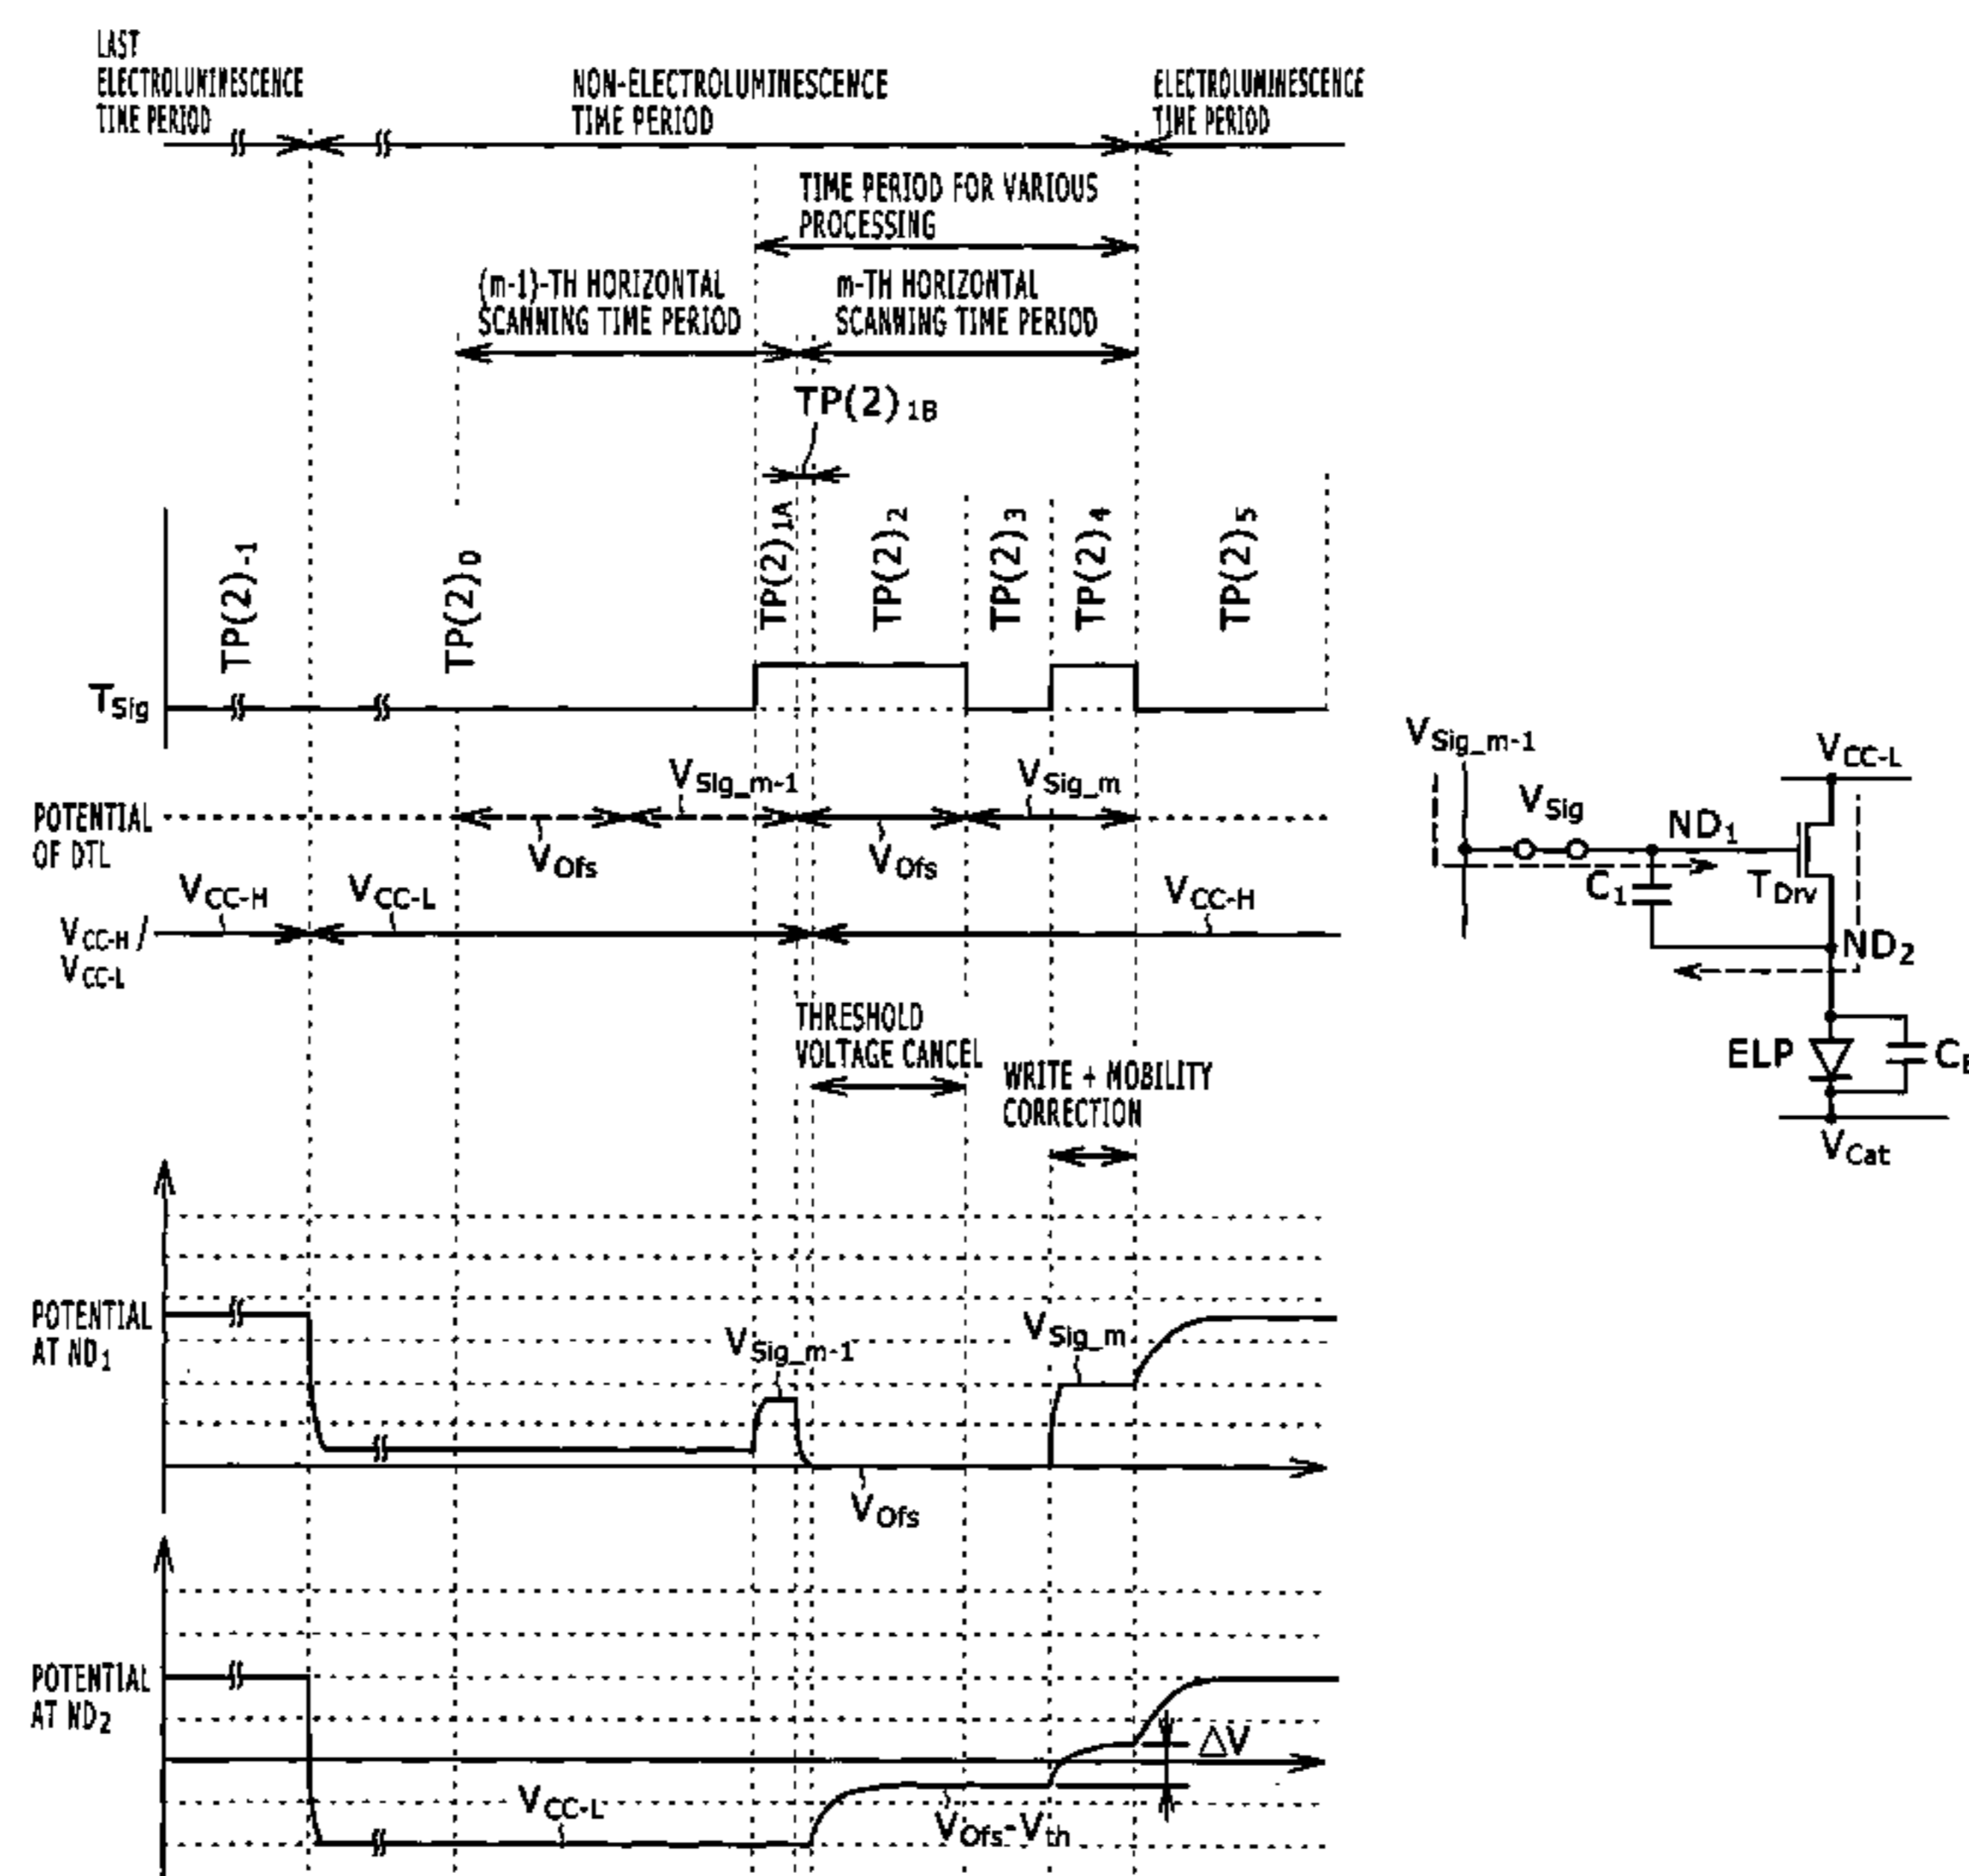 LAST
ELECTROLUMINESCENCE
TIME PERIOD
NON-ELECTROLUMINESCENCE
TIME PERIOD
ELECTROLUMINESCENCE
TIME PERIOD
TIME PERIOD FOR VARIOUS
PROCESSING
(m-1)-TH HORIZONTAL
SCANNING TIME PERIOD
m-TH HORIZONTAL
SCANNING TIME PERIOD
TP(2)1B
TP(2)-1
TP(2)0
TP(2)1A
TP(2)2
TP(2)3
TP(2)4
TP(2)5
TSig
VSig_m-1
VSig_m
POTENTIAL
OF DTL
VOfs
VOfs
VCC-H
VCC-L
VCC-H
VCC-H /
VCC-L
THRESHOLD
VOLTAGE CANCEL
WRITE + MOBILITY
CORRECTION
POTENTIAL
AT ND1
VSig_m-1
VSig_m
VOfs
POTENTIAL
AT ND2
VCC-L
VOfs-Vth
△V
VSig_m-1
VCC-L
VSig
ND1
C1
TDrv
ND2
ELP
VCat